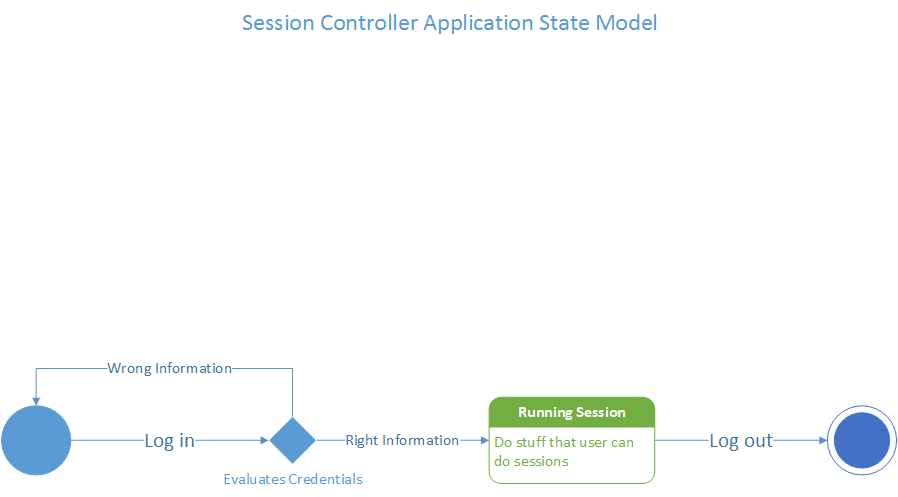 Session Controller Application State Model
Wrong Information
Log in
Evaluates Credentials
Right Information
Running Session
Do stuff that user can
do sessions
Log out